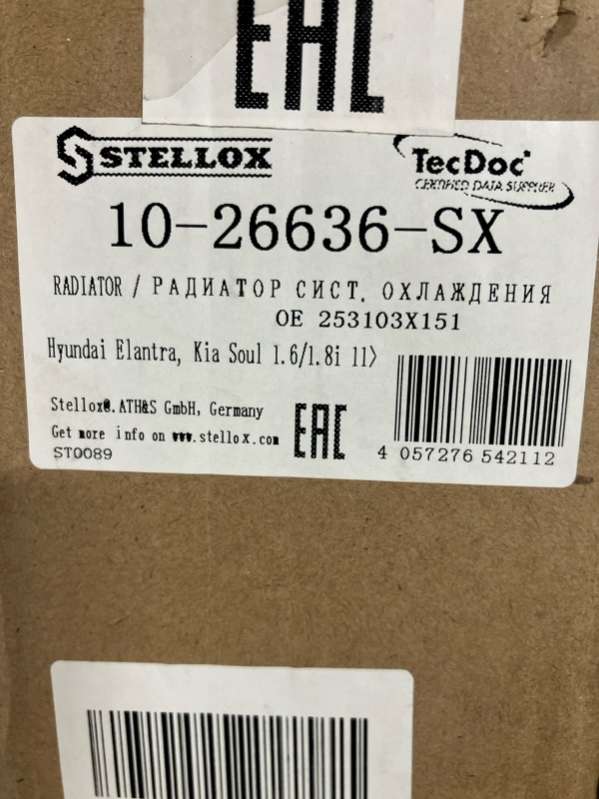 EAC
STELLOX
TecDoc
CERTIFIED DATA SUPPLIER
10-26636-SX
RADIATOR / РАДИАТОР СИСТ. ОХЛАЖДЕНИЯ
OE 253103X151
Hyundai Elantra, Kia Soul 1.6/1.8i 11>
Stellox®. ATH&S GmbH, Germany
Get more info on www.stellox.com
ST0089
EAC
4 057276 542112